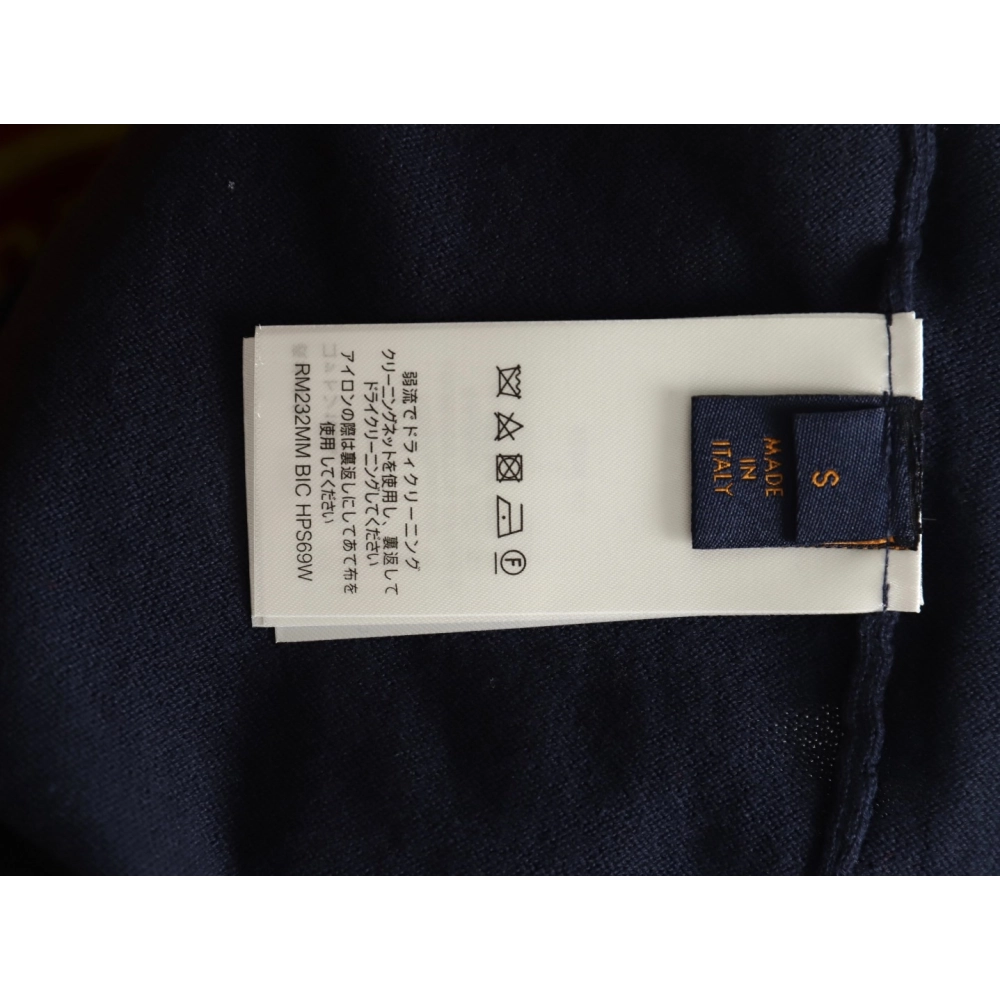 S
MADE
IN
ITALY
F
弱流でドライクリーニング
クリーニングネットを使用し、裏返して
ドライクリーニングしてください
アイロンの際は裏返しにしてあて布を
使用してください
RM232MM BIC HPS69W